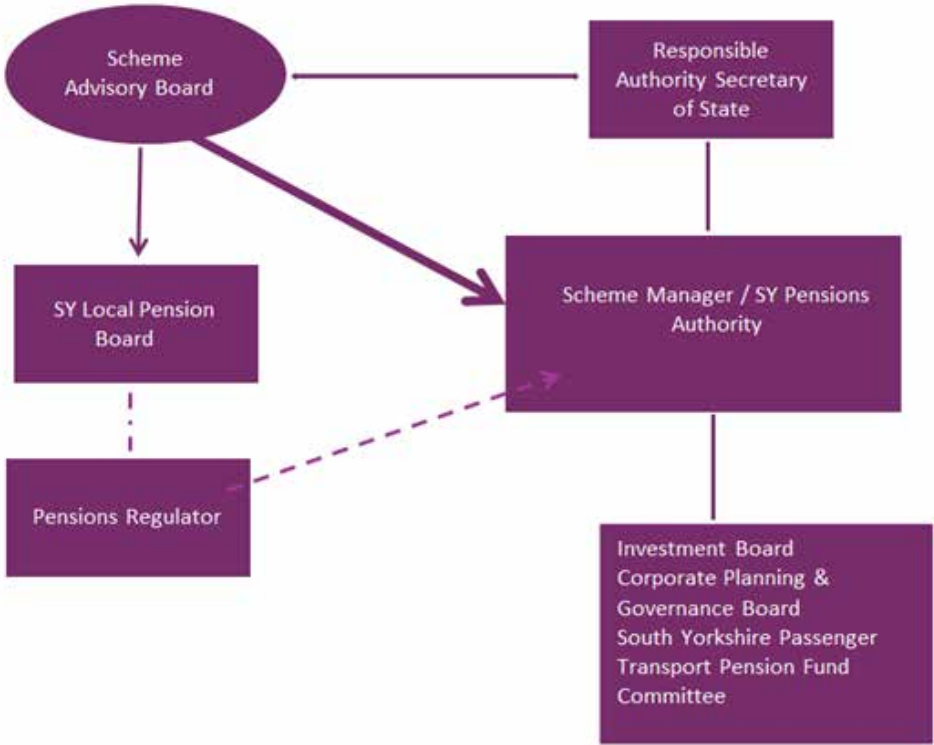 Scheme
Advisory Board
Responsible
Authority Secretary
of State
SY Local Pension
Board
Scheme Manager / SY Pensions
Authority
Pensions Regulator
Investment Board
Corporate Planning &
Governance Board
South Yorkshire Passenger
Transport Pension Fund
Committee